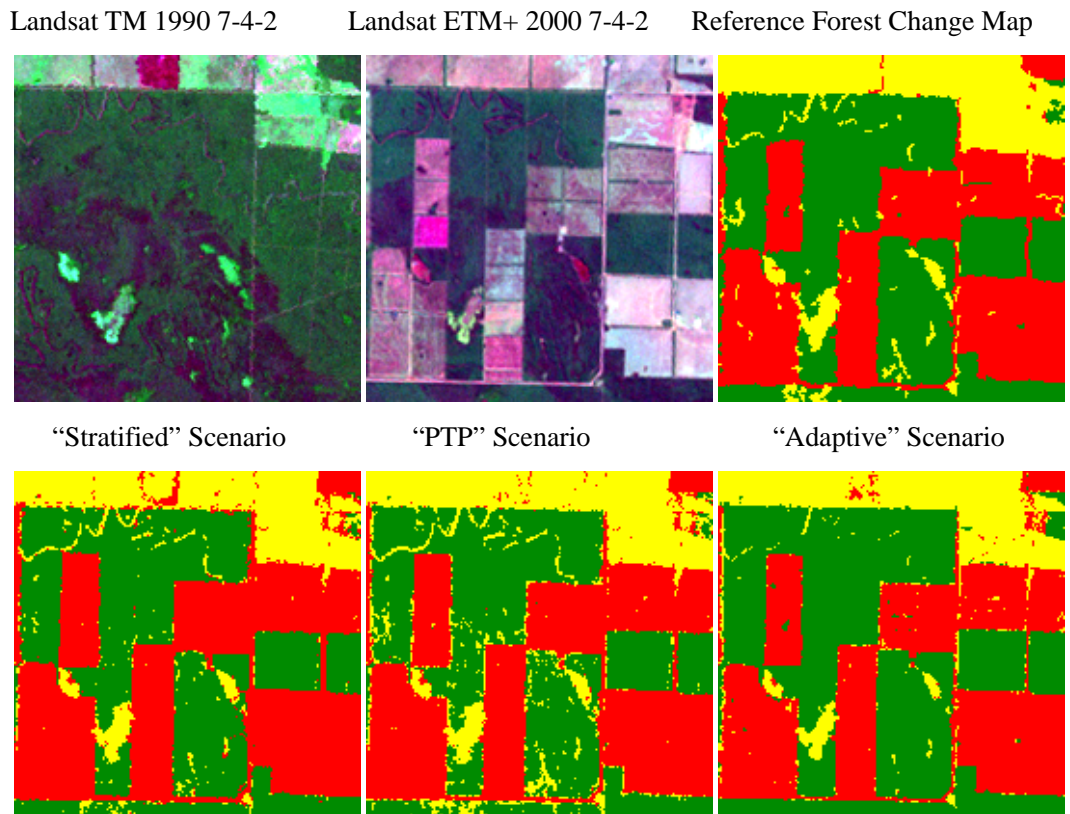 Landsat TM 1990 7-4-2
Landsat ETM+ 2000 7-4-2
Reference Forest Change Map
“Stratified” Scenario
“PTP” Scenario
“Adaptive” Scenario